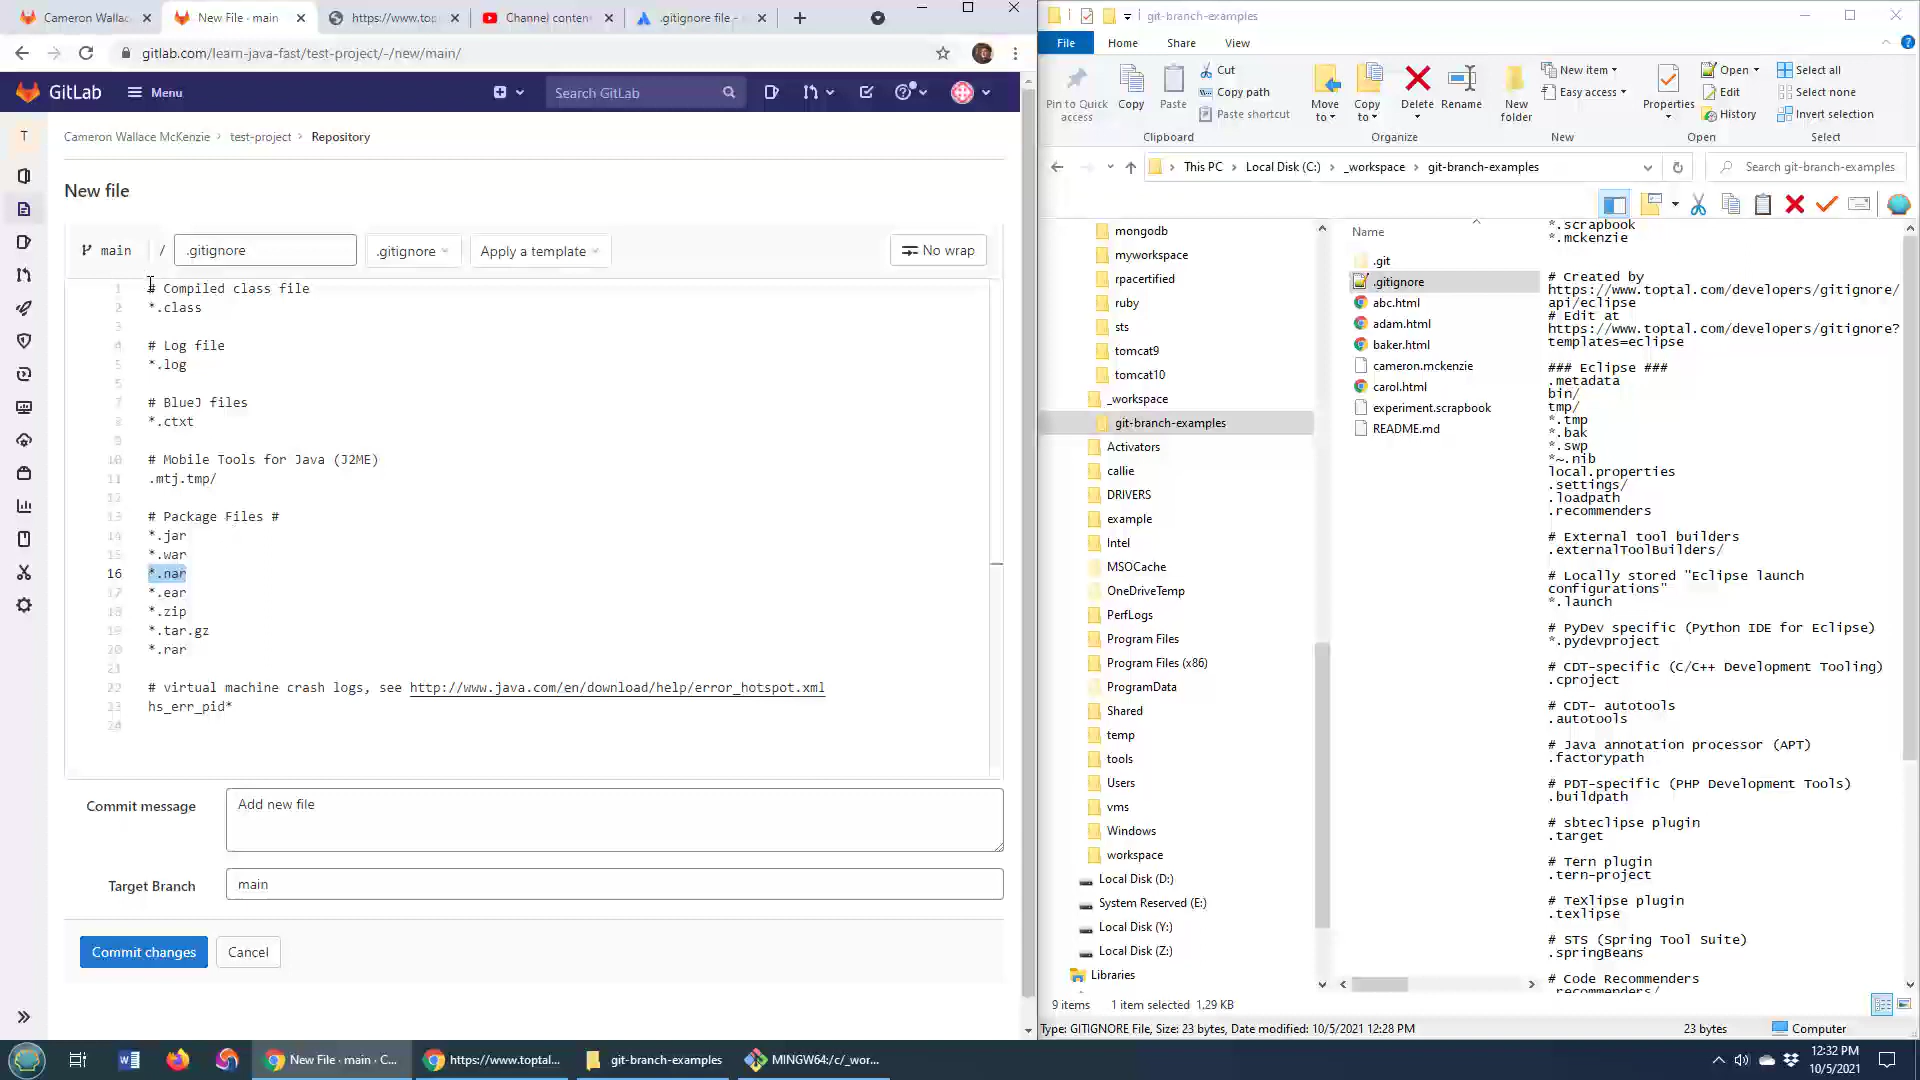 Cameron Wallac
New File · main
https://www.top
Channel conten
.gitignore file -
gitlab.com/learn-java-fast/test-project/-/new/main/
GitLab
Menu
Search GitLab
T
Cameron Wallace McKenzie
test-project
Repository
New file
main
/
.gitignore
.gitignore
Apply a template
No wrap
1 # Compiled class file
2 *.class
3
4 # Log file
5 *.log
6
7 # BlueJ files
8 *.ctxt
9
10 # Mobile Tools for Java (J2ME)
11 .mtj.tmp/
12
13 # Package Files #
14 *.jar
15 *.war
16 *.nar
17 *.ear
18 *.zip
19 *.tar.gz
20 *.rar
21
22 # virtual machine crash logs, see http://www.java.com/en/download/help/error_hotspot.xml
23 hs_err_pid*
24
Commit message
Add new file
Target Branch
main
Commit changes
Cancel
git-branch-examples
File
Home
Share
View
Pin to Quick access
Copy
Paste
Cut
Copy path
Paste shortcut
Clipboard
Move to
Copy to
Delete
Rename
Organize
New folder
New item
Easy access
New
Properties
Open
Edit
History
Open
Select all
Select none
Invert selection
Select
This PC
Local Disk (C:)
_workspace
git-branch-examples
Search git-branch-examples
mongodb
myworkspace
rpacertified
ruby
sts
tomcat9
tomcat10
_workspace
git-branch-examples
Activators
callie
DRIVERS
example
Intel
MSOCache
OneDriveTemp
PerfLogs
Program Files
Program Files (x86)
ProgramData
Shared
temp
tools
Users
vms
Windows
workspace
Local Disk (D:)
System Reserved (E:)
Local Disk (Y:)
Local Disk (Z:)
Libraries
Name
.git
.gitignore
abc.html
adam.html
baker.html
cameron.mckenzie
carol.html
experiment.scrapbook
README.md
*.scrapbook
*.mckenzie
# Created by
https://www.toptal.com/developers/gitignore/
api/eclipse
# Edit at
https://www.toptal.com/developers/gitignore?
templates=eclipse
### Eclipse ###
.metadata
bin/
tmp/
*.tmp
*.bak
*.swp
*~.nib
local.properties
.settings/
.loadpath
.recommenders
# External tool builders
.externalToolBuilders/
# Locally stored "Eclipse launch
configurations"
*.launch
# PyDev specific (Python IDE for Eclipse)
*.pydevproject
# CDT-specific (C/C++ Development Tooling)
.cproject
# CDT- autotools
.autotools
# Java annotation processor (APT)
.factorypath
# PDT-specific (PHP Development Tools)
.buildpath
# sbteclipse plugin
.target
# Tern plugin
.tern-project
# TeXlipse plugin
.texlipse
# STS (Spring Tool Suite)
.springBeans
# Code Recommenders
.recommenders/
9 items
1 item selected 1.29 KB
Type: GITIGNORE File, Size: 23 bytes, Date modified: 10/5/2021 12:28 PM
23 bytes
Computer
New File · main · C...
https://www.toptal...
git-branch-examples
MINGW64:/c/_wor...
12:32 PM
10/5/2021